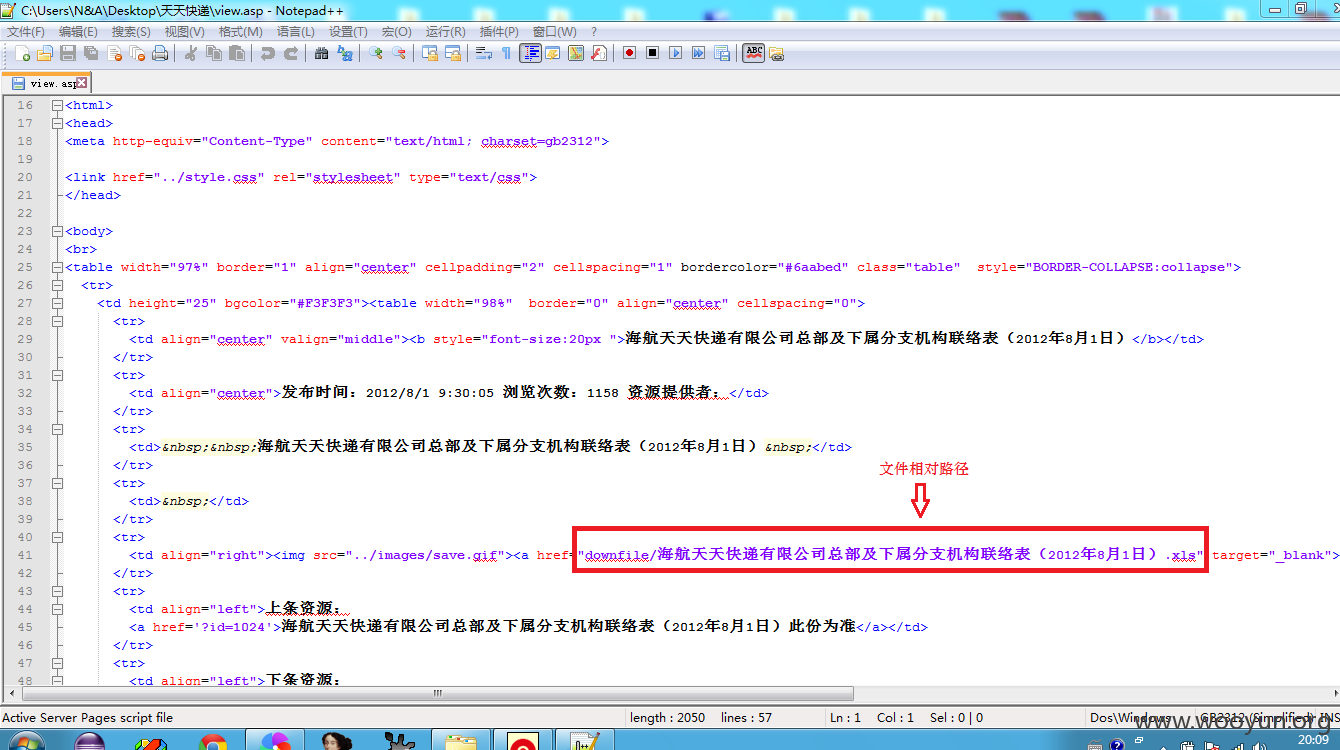 C:\Users\N&A\Desktop\天天快递\view.asp - Notepad++
文件(F) 编辑(E) 搜索(S) 视图(V) 格式(M) 语言(L) 设置(T) 宏(O) 运行(R) 插件(P) 窗口(W) ?
view.asp
16 <html>
17 <head>
18 <meta http-equiv="Content-Type" content="text/html; charset=gb2312">
19
20 <link href="../style.css" rel="stylesheet" type="text/css">
21 </head>
22
23 <body>
24 <br>
25 <table width="97%" border="1" align="center" cellpadding="2" cellspacing="1" bordercolor="#6aabed" class="table" style="BORDER-COLLAPSE:collapse">
26 <tr>
27 <td height="25" bgcolor="#F3F3F3"><table width="98%" border="0" align="center" cellspacing="0">
28 <tr>
29 <td align="center" valign="middle"><b style="font-size:20px ">海航天天快递有限公司总部及下属分支机构联络表（2012年8月1日）</b></td>
30 </tr>
31 <tr>
32 <td align="center">发布时间：2012/8/1 9:30:05 浏览次数：1158 资源提供者：</td>
33 </tr>
34 <tr>
35 <td>&nbsp;&nbsp;海航天天快递有限公司总部及下属分支机构联络表（2012年8月1日）&nbsp;</td>
36 </tr>
文件相对路径
37 <tr>
38 <td>&nbsp;</td>
39 </tr>
40 <tr>
41 <td align="right"><img src="../images/save.gif"><a href="downfile/海航天天快递有限公司总部及下属分支机构联络表（2012年8月1日）.xls" target="_blank">
42 </tr>
43 <tr>
44 <td align="left">上条资源：
45 <a href='?id=1024'>海航天天快递有限公司总部及下属分支机构联络表（2012年8月1日）此份为准</a></td>
46 </tr>
47 <tr>
48 <td align="left">下条资源：
Active Server Pages script file length : 2050 lines : 57 Ln : 1 Col : 1 Sel : 0 | 0 Dos\Windows GB2312 (Simplified) INS
www.wooyun.org
20:09